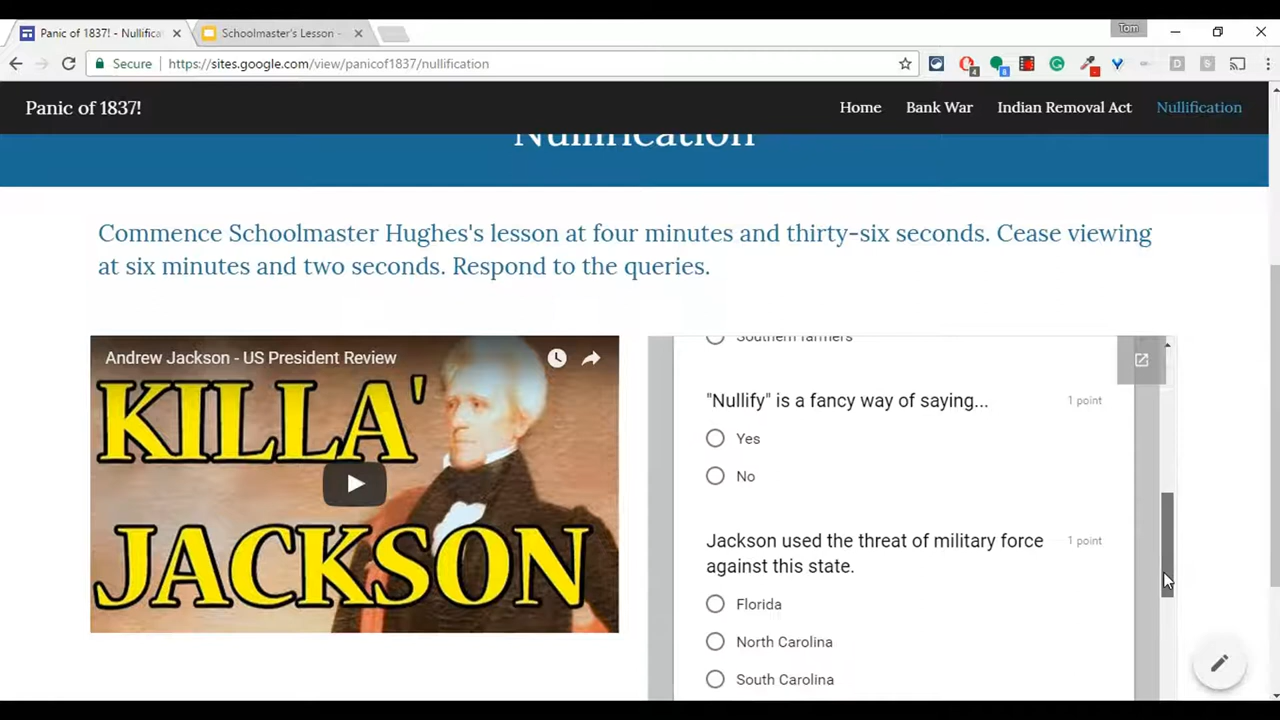 Panic of 1837! - Nullifica
Schoolmaster's Lesson -
Tom
Secure
https://sites.google.com/view/panicof1837/nullification
Panic of 1837!
Home
Bank War
Indian Removal Act
Nullification
Nullification
Commence Schoolmaster Hughes's lesson at four minutes and thirty-six seconds. Cease viewing
at six minutes and two seconds. Respond to the queries.
Andrew Jackson - US President Review
KILLA'
JACKSON
Southern farmers
"Nullify" is a fancy way of saying...
1 point
Yes
No
Jackson used the threat of military force
against this state.
1 point
Florida
North Carolina
South Carolina